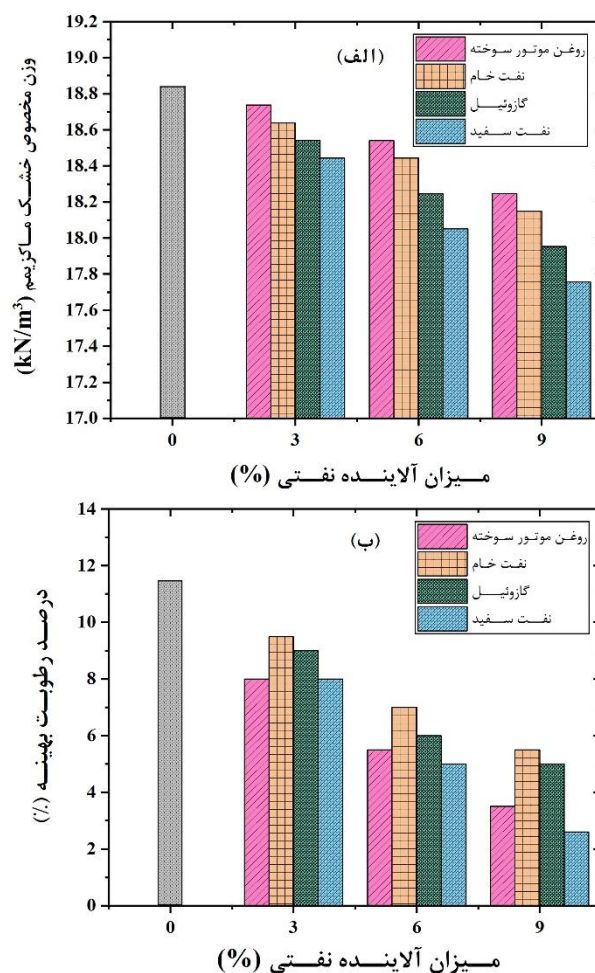 (الف)
روغن موتور سوخته
نفت خام
گازوئیل
نفت سفید
وزن مخصوص خشک ماکزیمم (kN/m³)
19.2
19.0
18.8
18.6
18.4
18.2
18.0
17.8
17.6
17.4
17.2
17.0
0 3 6 9
میزان آلاینده نفتی (%)
(ب)
روغن موتور سوخته
نفت خام
گازوئیل
نفت سفید
درصد رطوبت بهینه (٪)
14
12
10
8
6
4
2
0
0 3 6 9
میزان آلاینده نفتی (%)